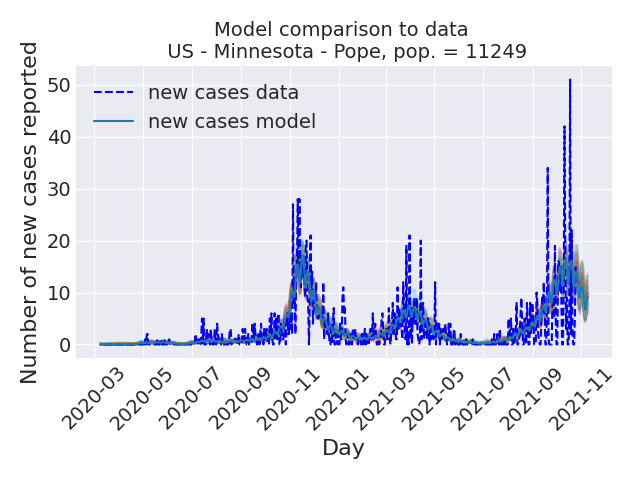 Model comparison to data
US - Minnesota - Pope, pop. = 11249
new cases data
new cases model
Number of new cases reported
50
40
30
20
10
0
2020-03
2020-05
2020-07
2020-09
2020-11
2021-01
2021-03
2021-05
2021-07
2021-09
2021-11
Day